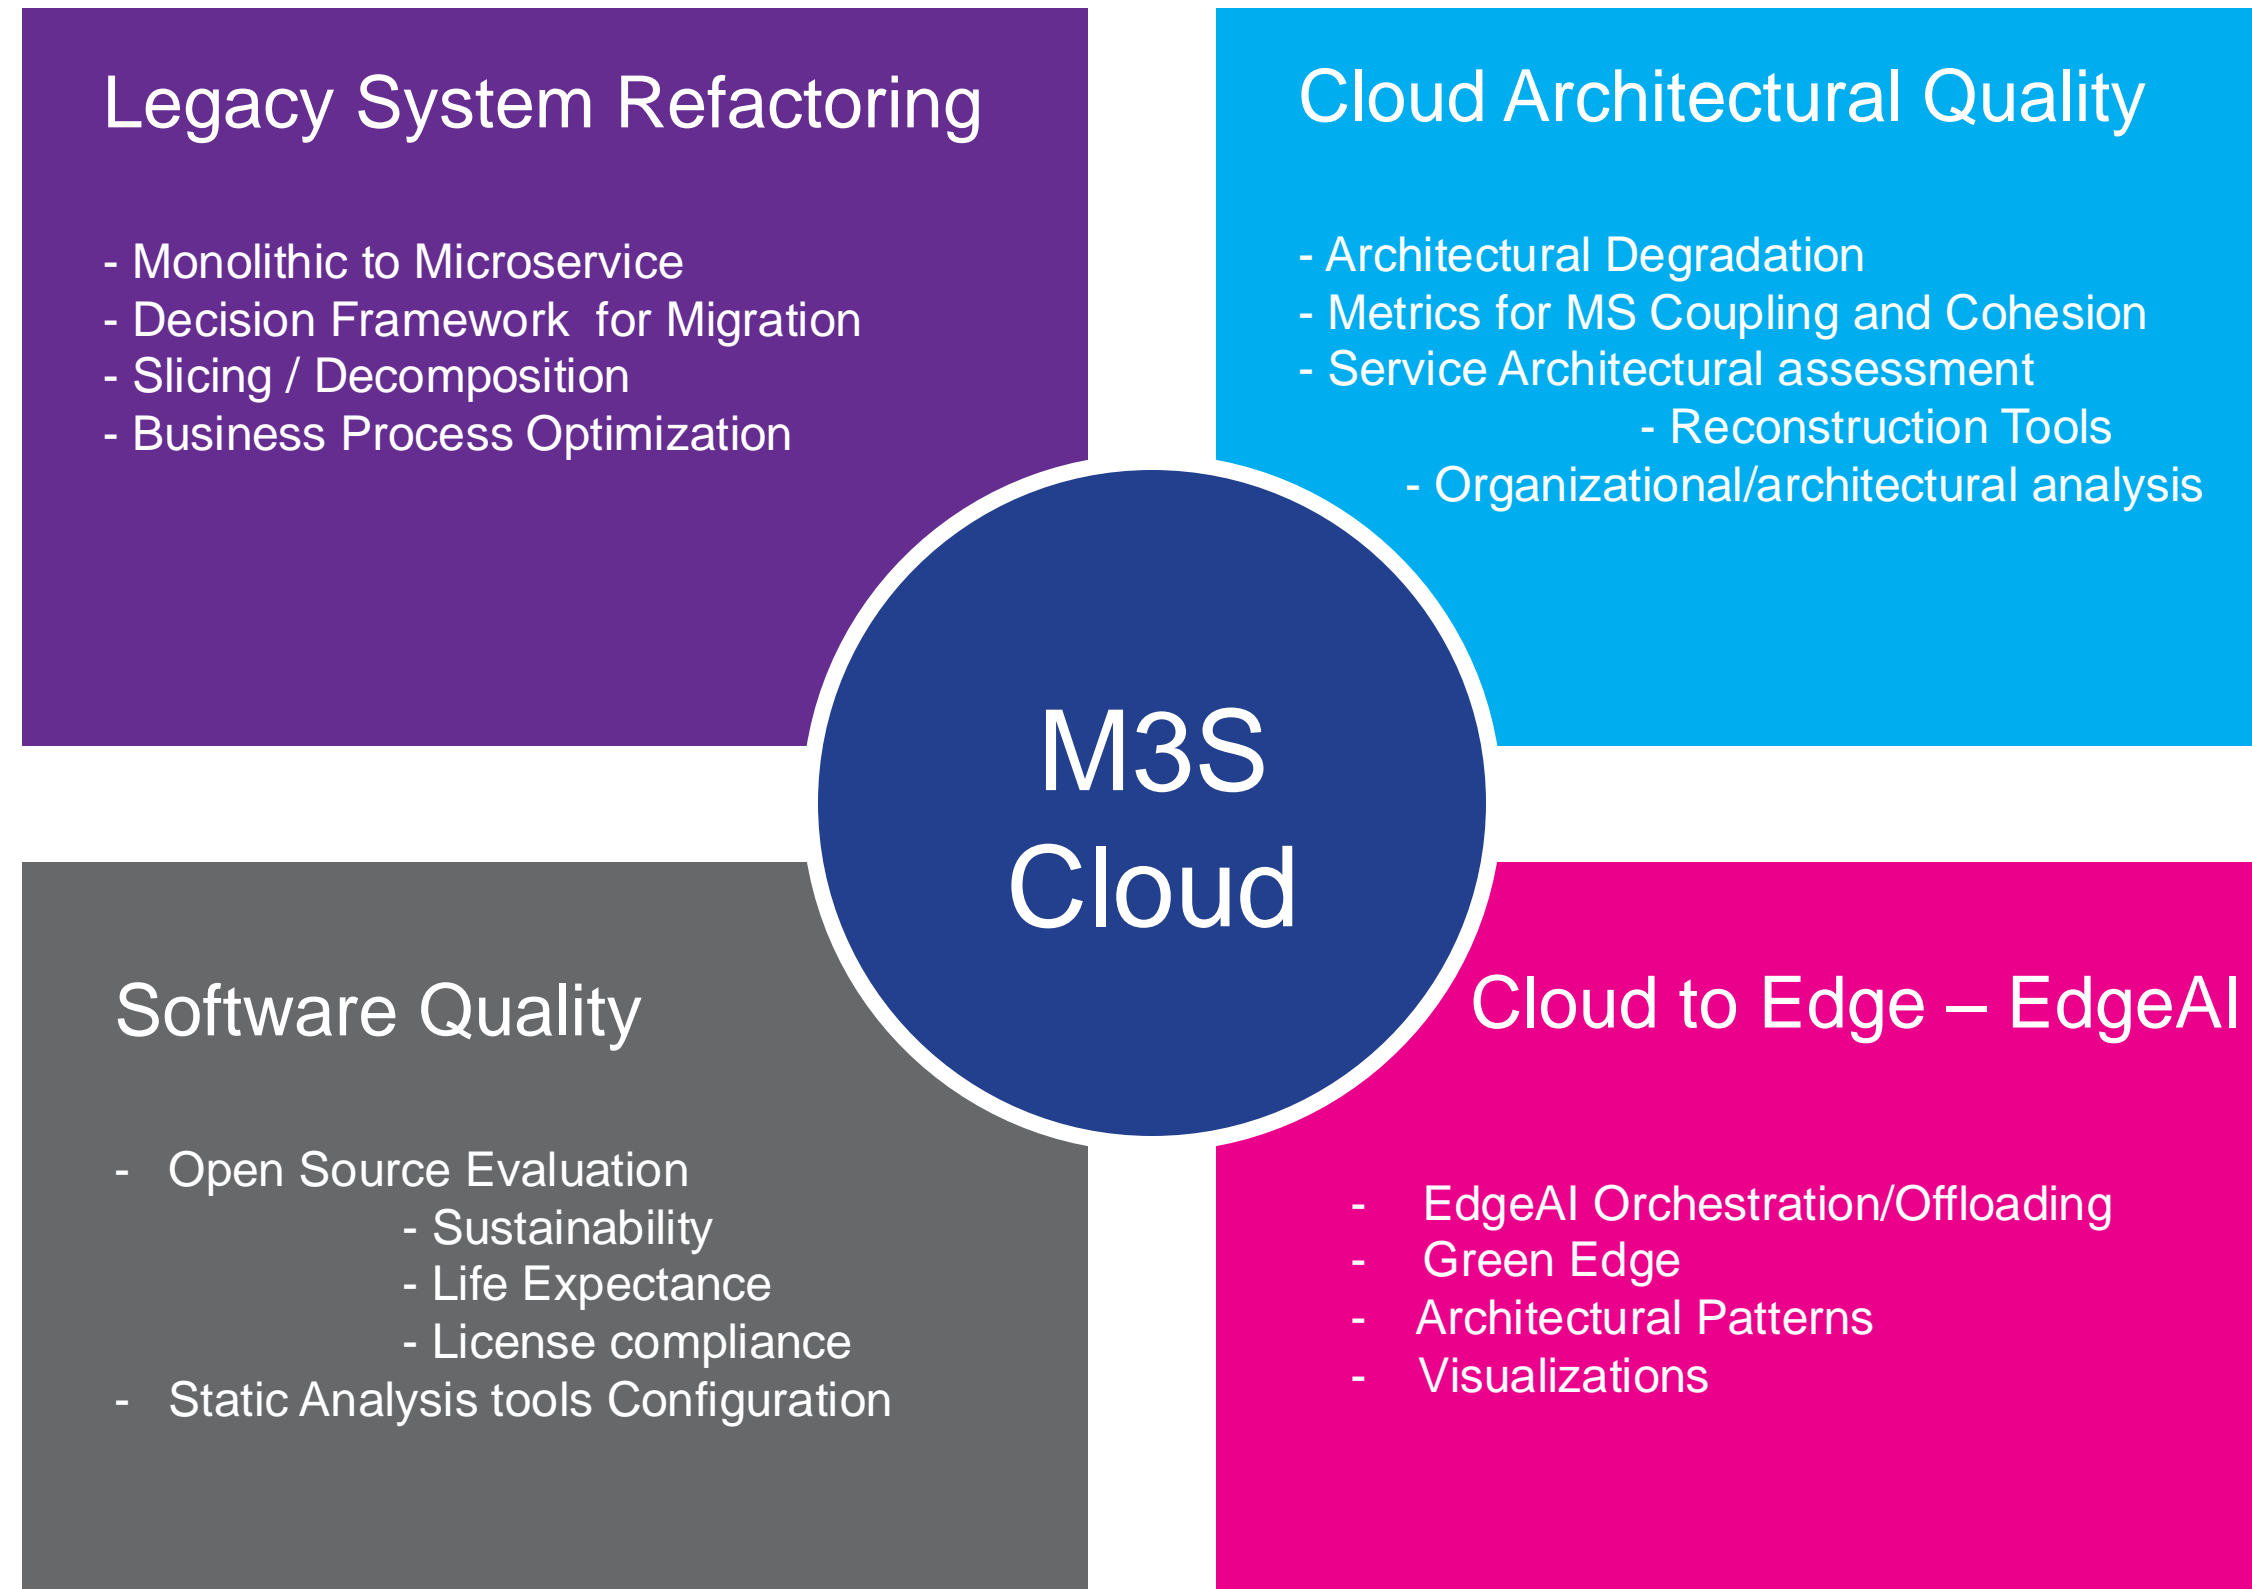 Legacy System Refactoring
- Monolithic to Microservice
- Decision Framework  for Migration
- Slicing / Decomposition
- Business Process Optimization
Cloud Architectural Quality
- Architectural Degradation
- Metrics for MS Coupling and Cohesion
- Service Architectural assessment
- Reconstruction Tools
- Organizational/architectural analysis
M3S
Cloud
Software Quality
- Open Source Evaluation
- Sustainability
- Life Expectance
- License compliance
- Static Analysis tools Configuration
Cloud to Edge – EdgeAI
- EdgeAI Orchestration/Offloading
- Green Edge
- Architectural Patterns
- Visualizations